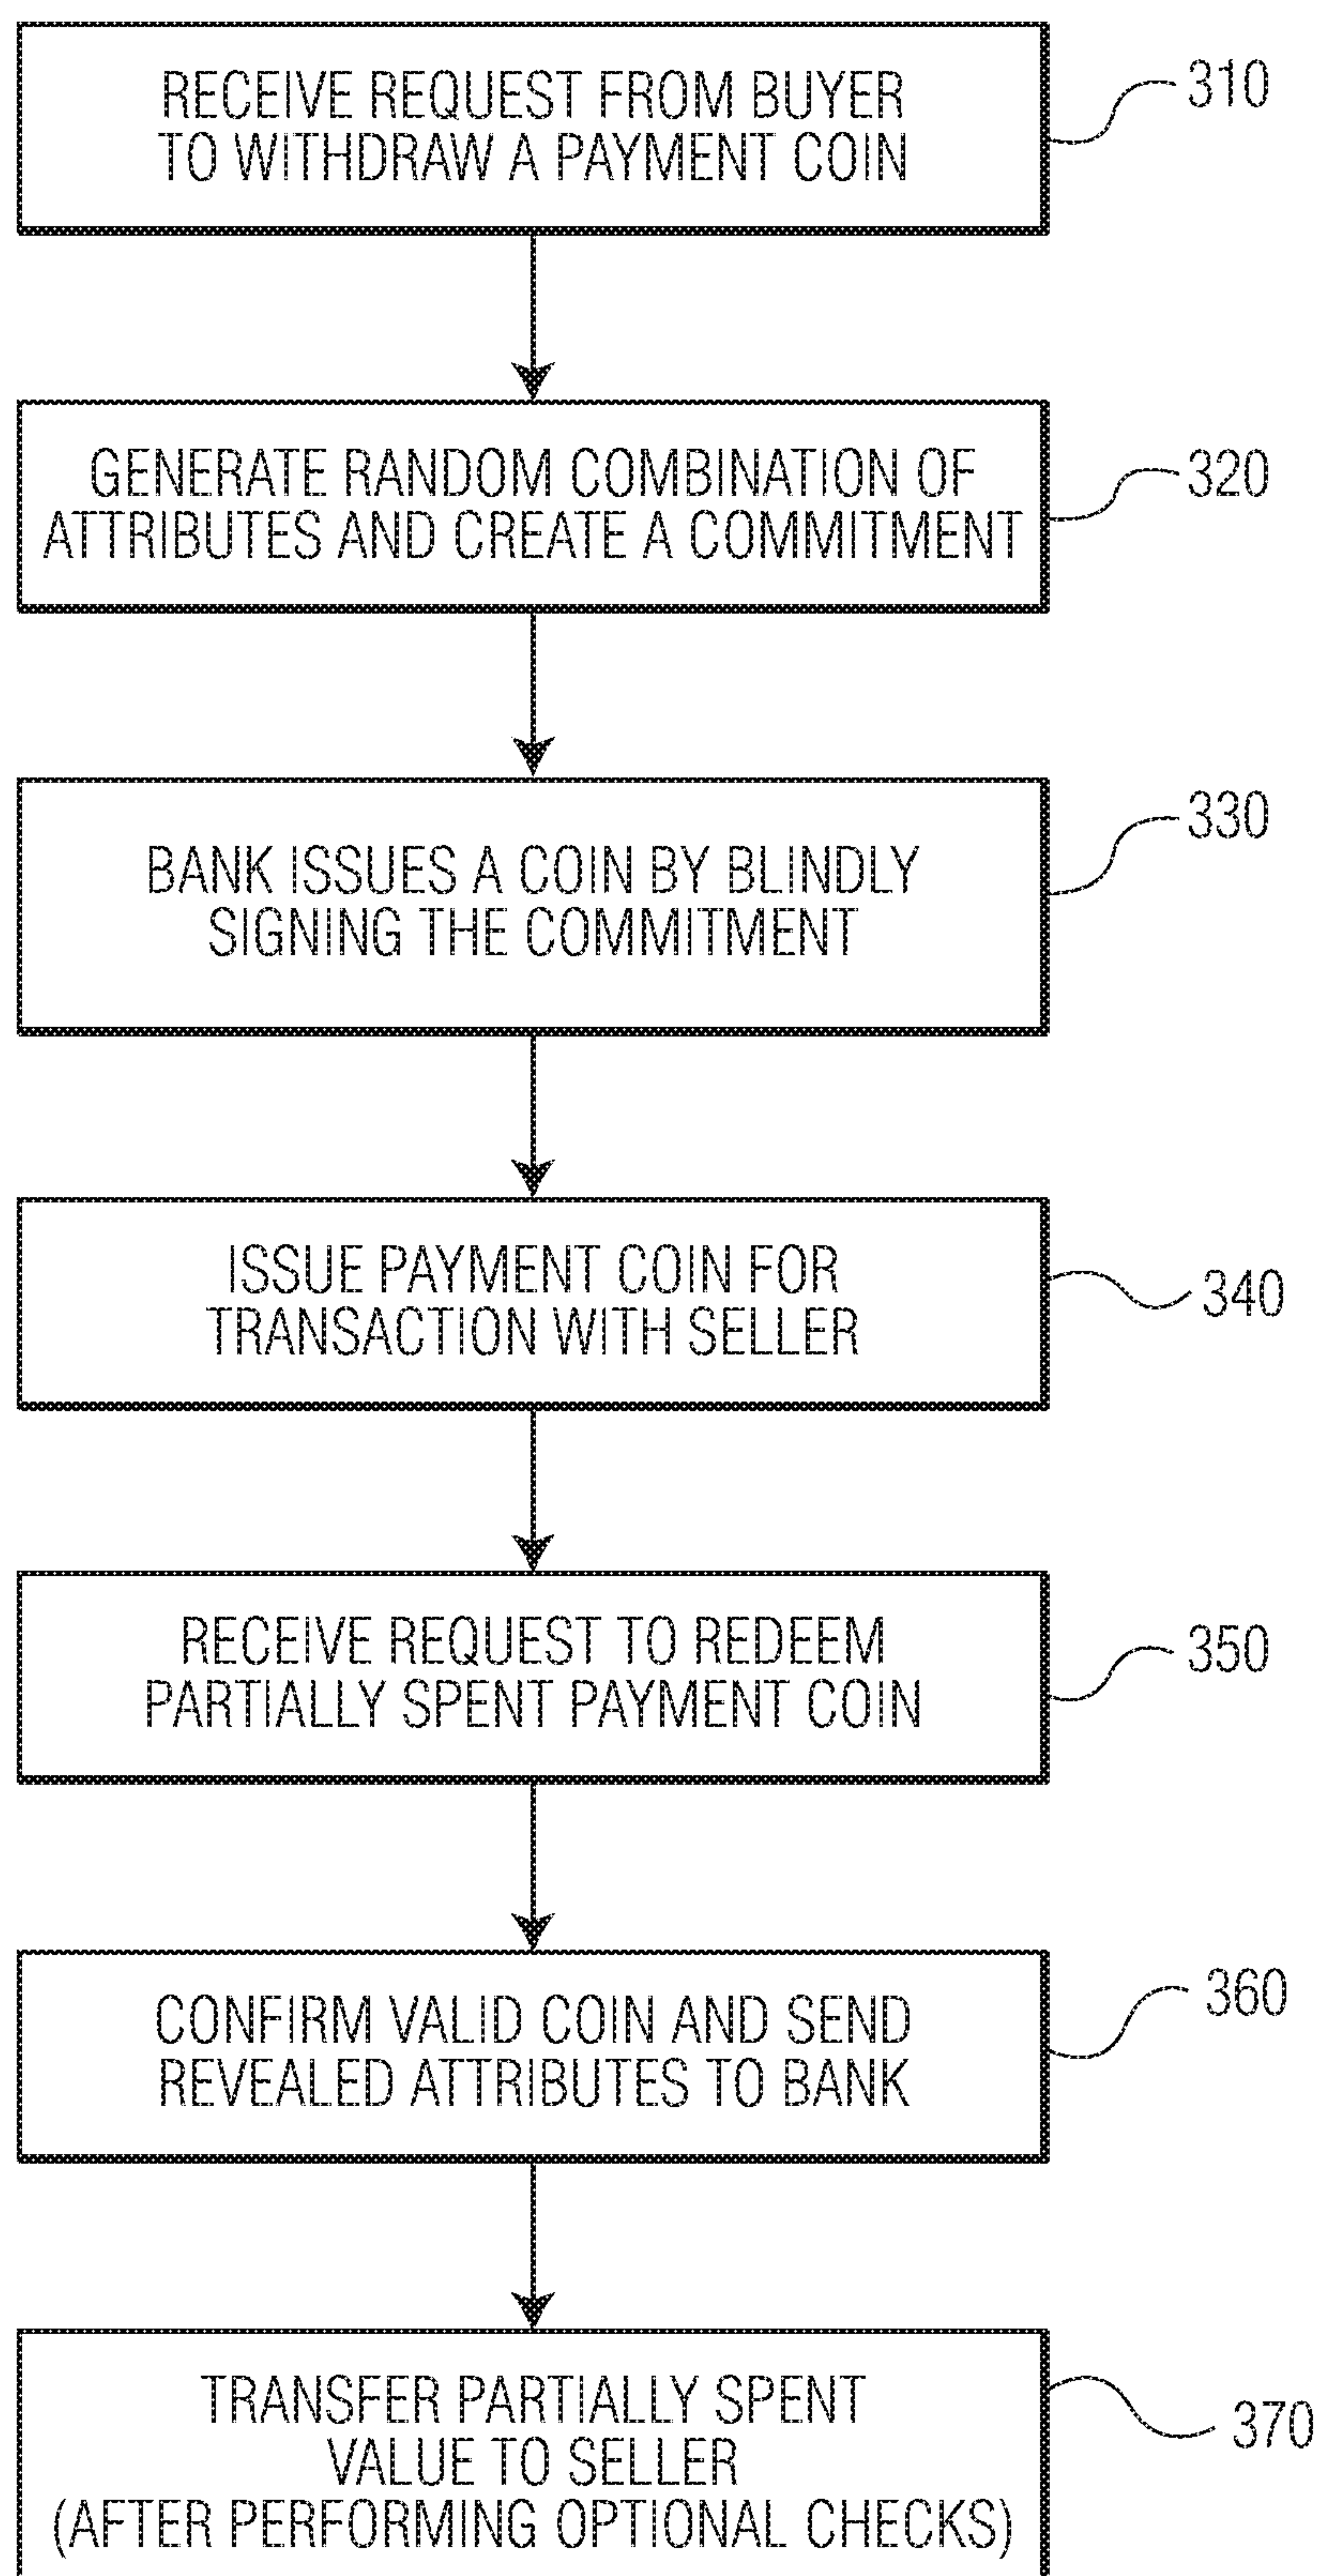 RECEIVE REQUEST FROM BUYER
TO WITHDRAW A PAYMENT COIN
310
GENERATE RANDOM COMBINATION OF
ATTRIBUTES AND CREATE A COMMITMENT
320
BANK ISSUES A COIN BY BLINDLY
SIGNING THE COMMITMENT
330
ISSUE PAYMENT COIN FOR
TRANSACTION WITH SELLER
340
RECEIVE REQUEST TO REDEEM
PARTIALLY SPENT PAYMENT COIN
350
CONFIRM VALID COIN AND SEND
REVEALED ATTRIBUTES TO BANK
360
TRANSFER PARTIALLY SPENT
VALUE TO SELLER
(AFTER PERFORMING OPTIONAL CHECKS)
370